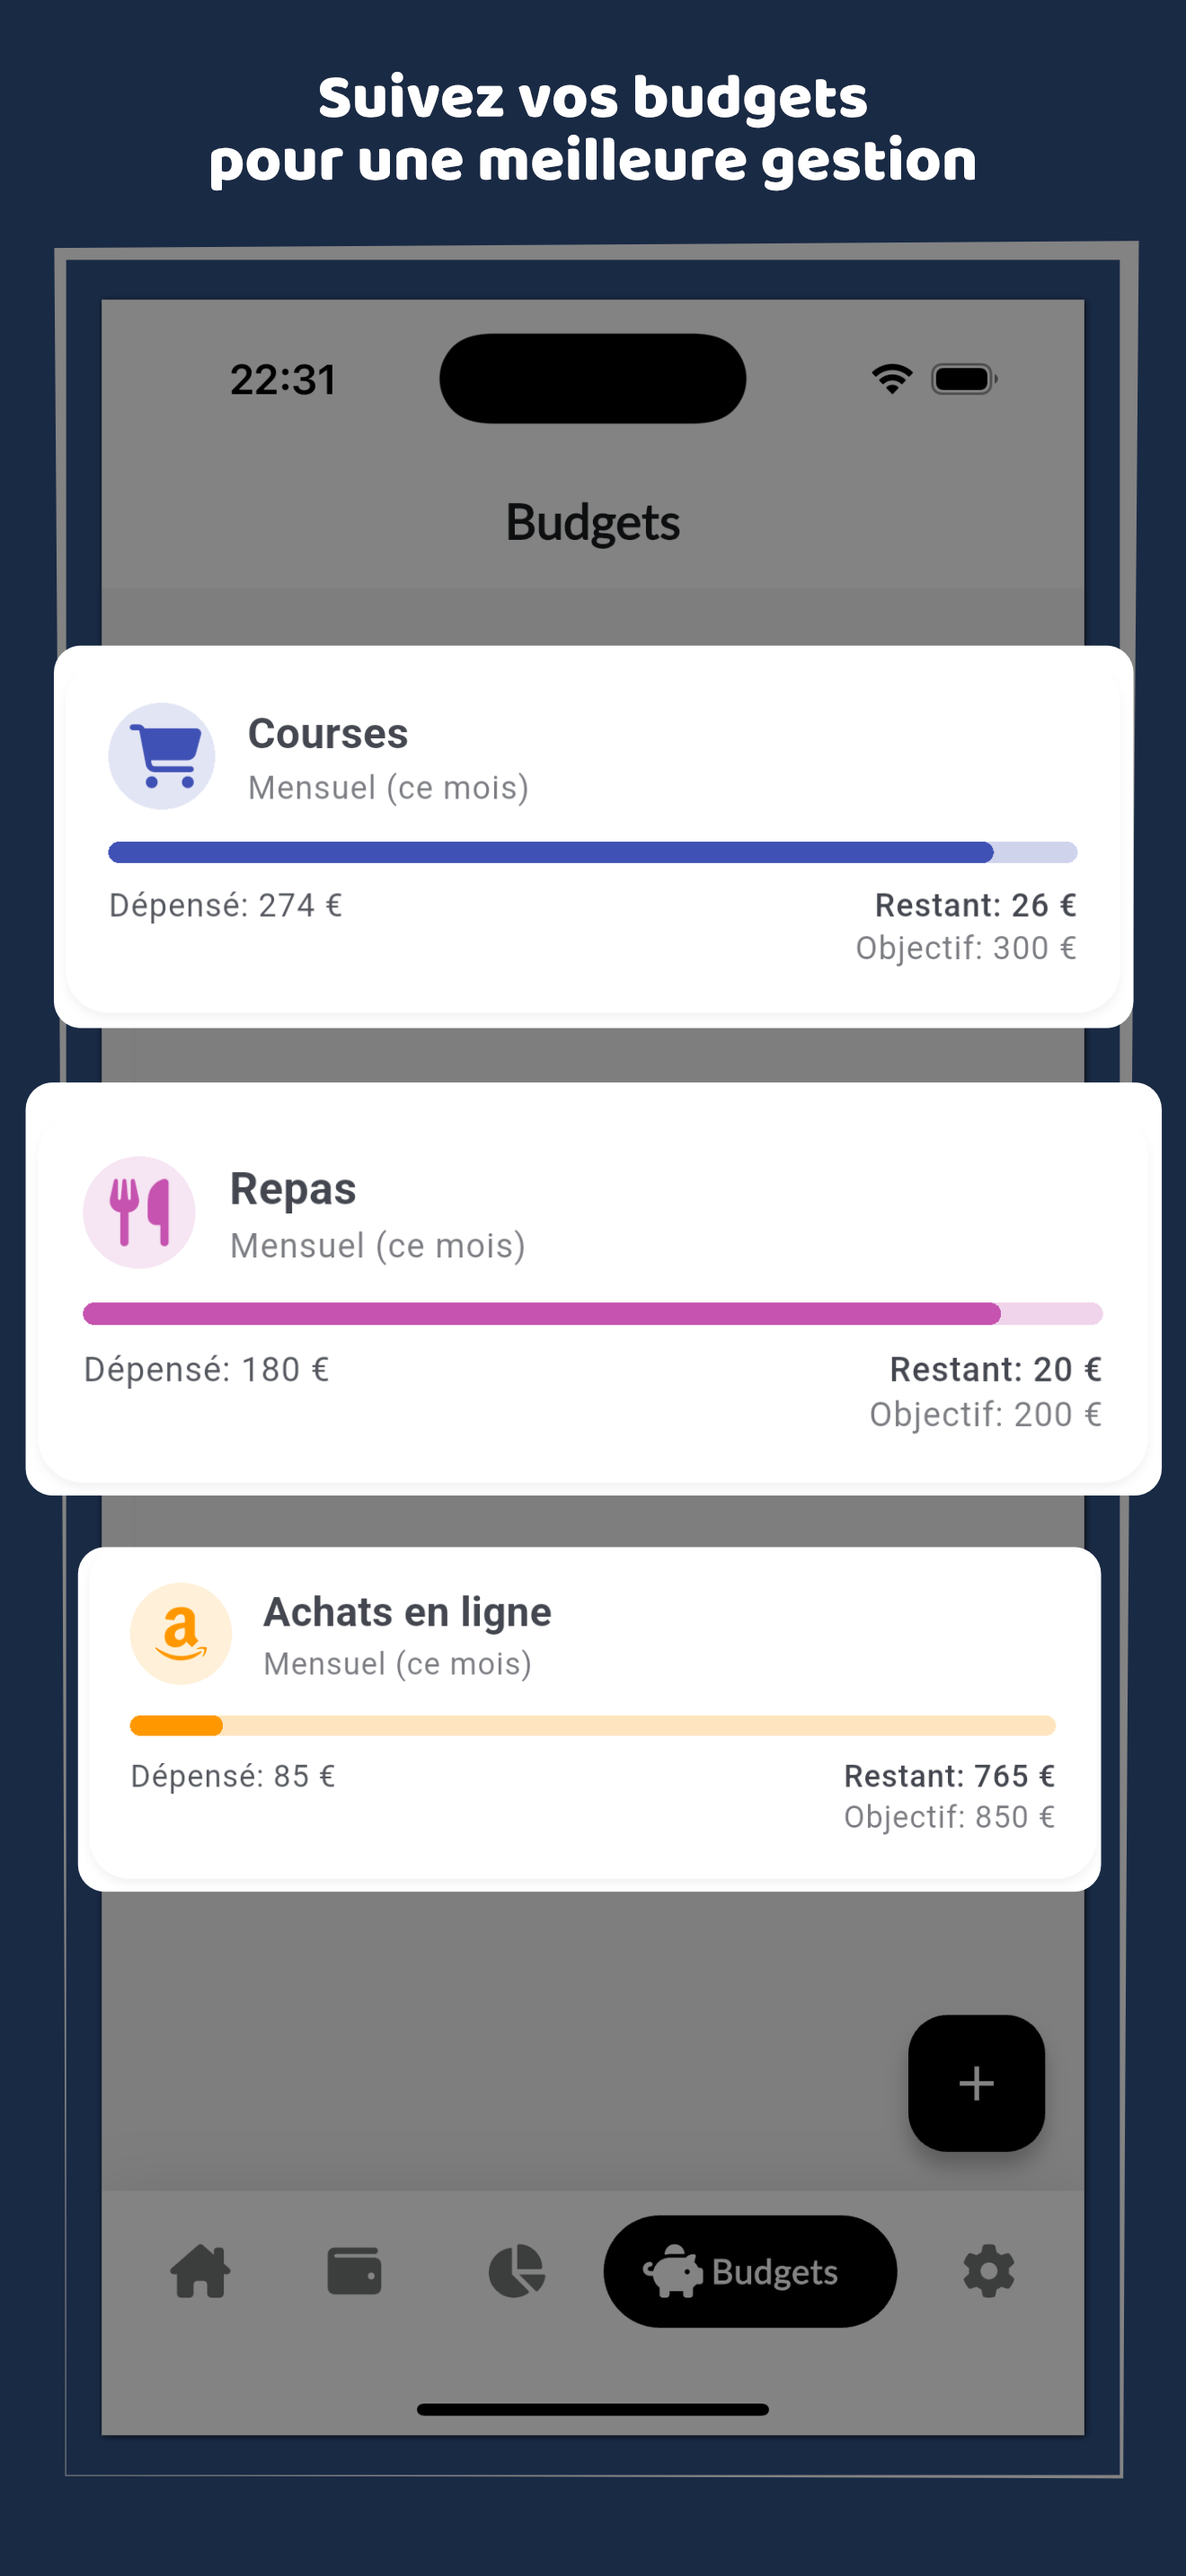 Suivez vos budgets
pour une meilleure gestion
22:31
Budgets
Courses
Mensuel (ce mois)
Dépensé: 274 €
Restant: 26 €
Objectif: 300 €
Repas
Mensuel (ce mois)
Dépensé: 180 €
Restant: 20 €
Objectif: 200 €
a
Achats en ligne
Mensuel (ce mois)
Dépensé: 85 €
Restant: 765 €
Objectif: 850 €
+
Budgets